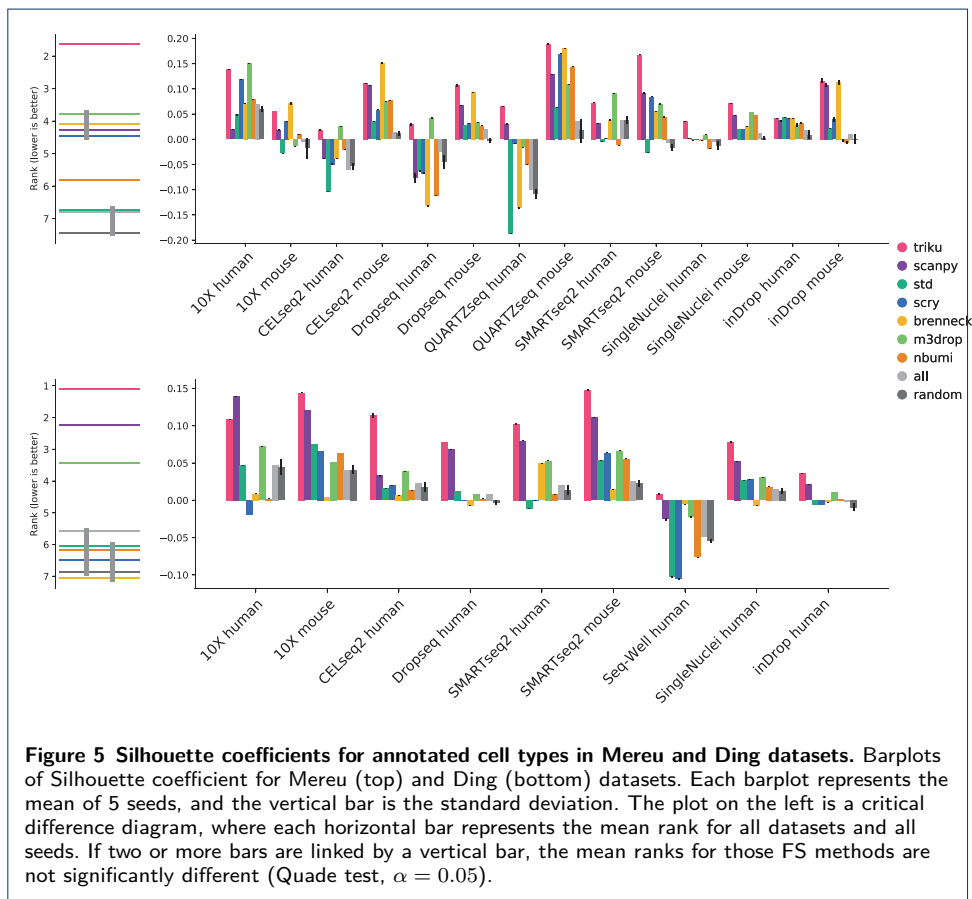 Rank (lower is better)
2
3
4
5
6
7
0.20
0.15
0.10
0.05
0.00
−0.05
−0.10
−0.15
−0.20
10X human
10X mouse
CELseq2 human
CELseq2 mouse
Dropseq human
Dropseq mouse
QUARTZseq human
QUARTZseq mouse
SMARTseq2 human
SMARTseq2 mouse
SingleNuclei human
SingleNuclei mouse
inDrop human
inDrop mouse
triku
scanpy
std
scry
brenneck
m3drop
nbumi
all
random
Rank (lower is better)
1
2
3
4
5
6
7
0.15
0.10
0.05
0.00
−0.05
−0.10
10X human
10X mouse
CELseq2 human
Dropseq human
SMARTseq2 human
SMARTseq2 mouse
Seq-Well human
SingleNuclei human
inDrop human
Figure 5 Silhouette coefficients for annotated cell types in Mereu and Ding datasets. Barplots
of Silhouette coefficient for Mereu (top) and Ding (bottom) datasets. Each barplot represents the
mean of 5 seeds, and the vertical bar is the standard deviation. The plot on the left is a critical
difference diagram, where each horizontal bar represents the mean rank for all datasets and all
seeds. If two or more bars are linked by a vertical bar, the mean ranks for those FS methods are
not significantly different (Quade test, α = 0.05).